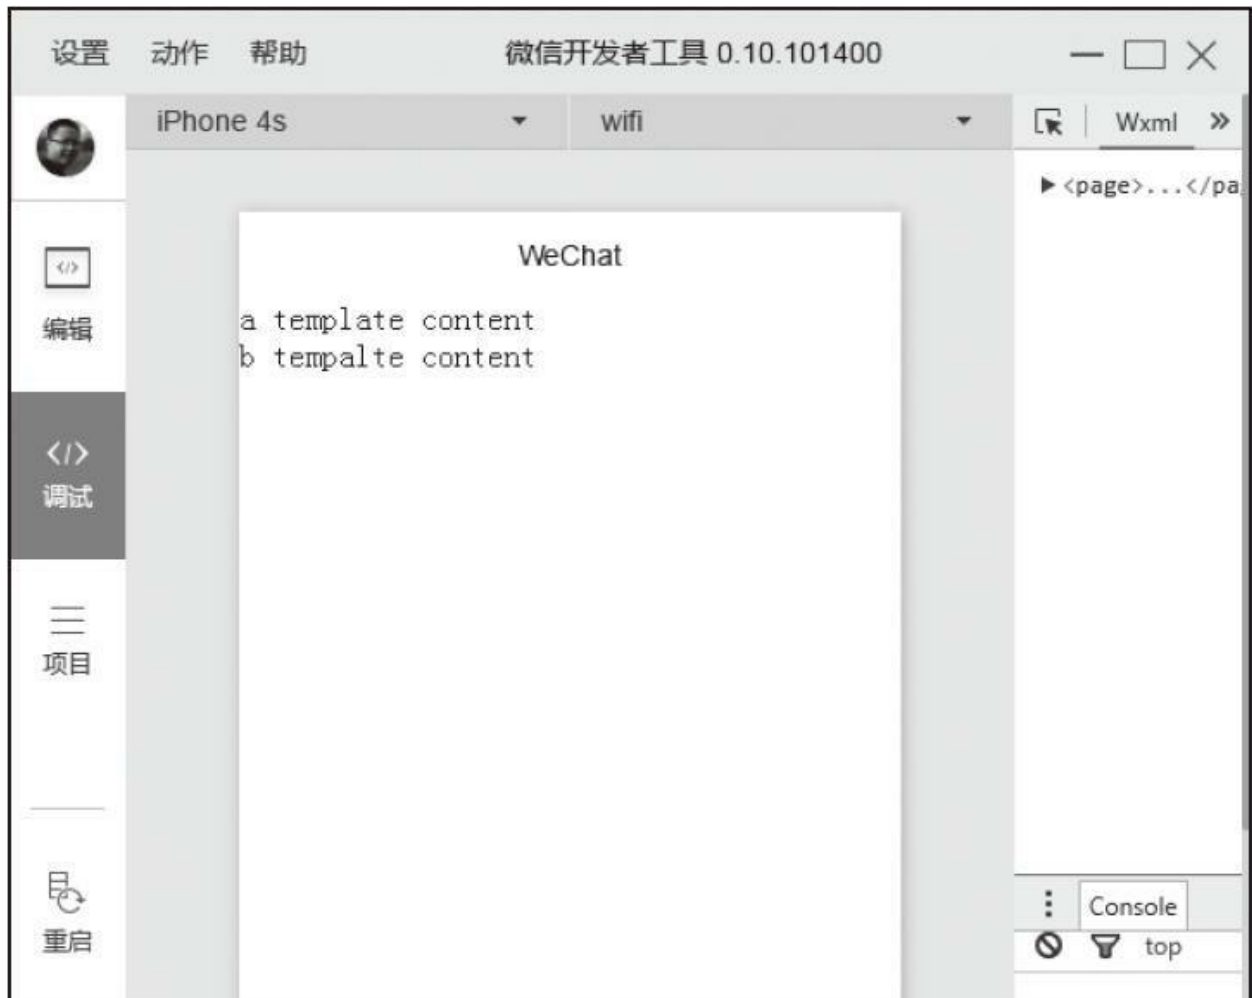 设置 动作 帮助 微信开发者工具 0.10.101400
iPhone 4s wifi Wxml
<page>...</pa
WeChat
a template content
b tempalte content
</>
编辑
</>
调试
项目
重启
Console
top